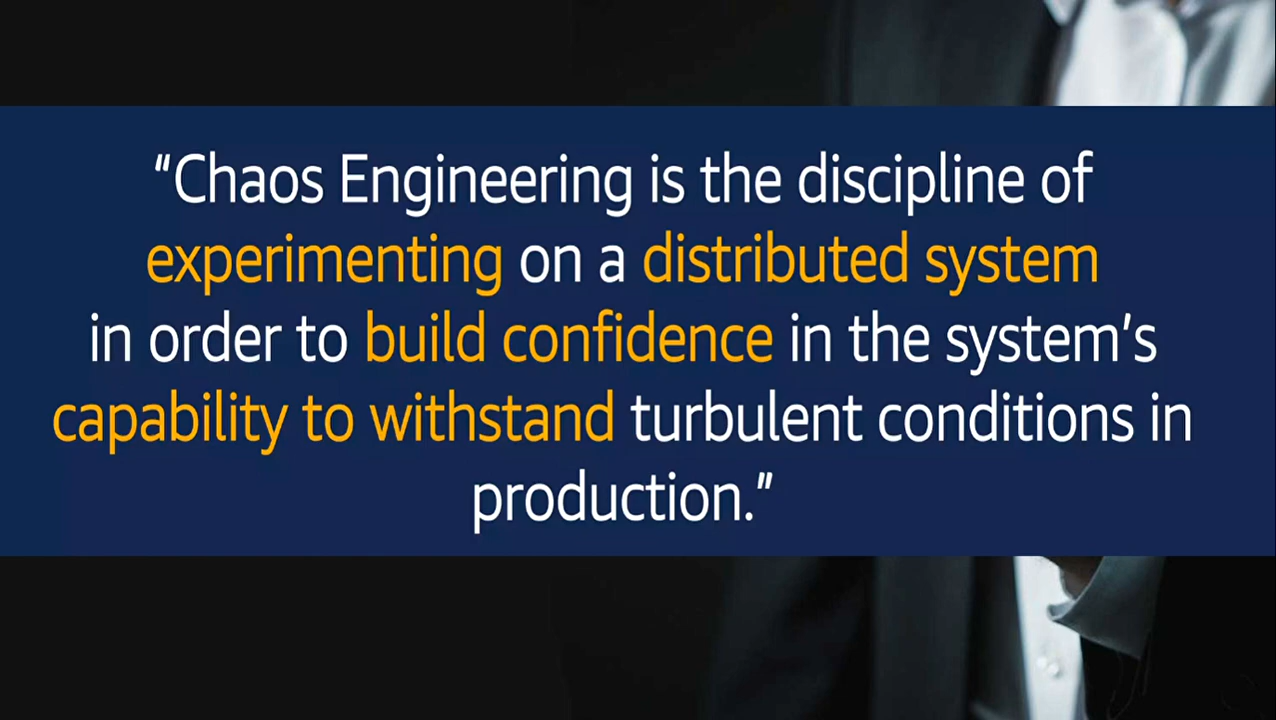 "Chaos Engineering is the discipline of
experimenting on a distributed system
in order to build confidence in the system's
capability to withstand turbulent conditions in
production."